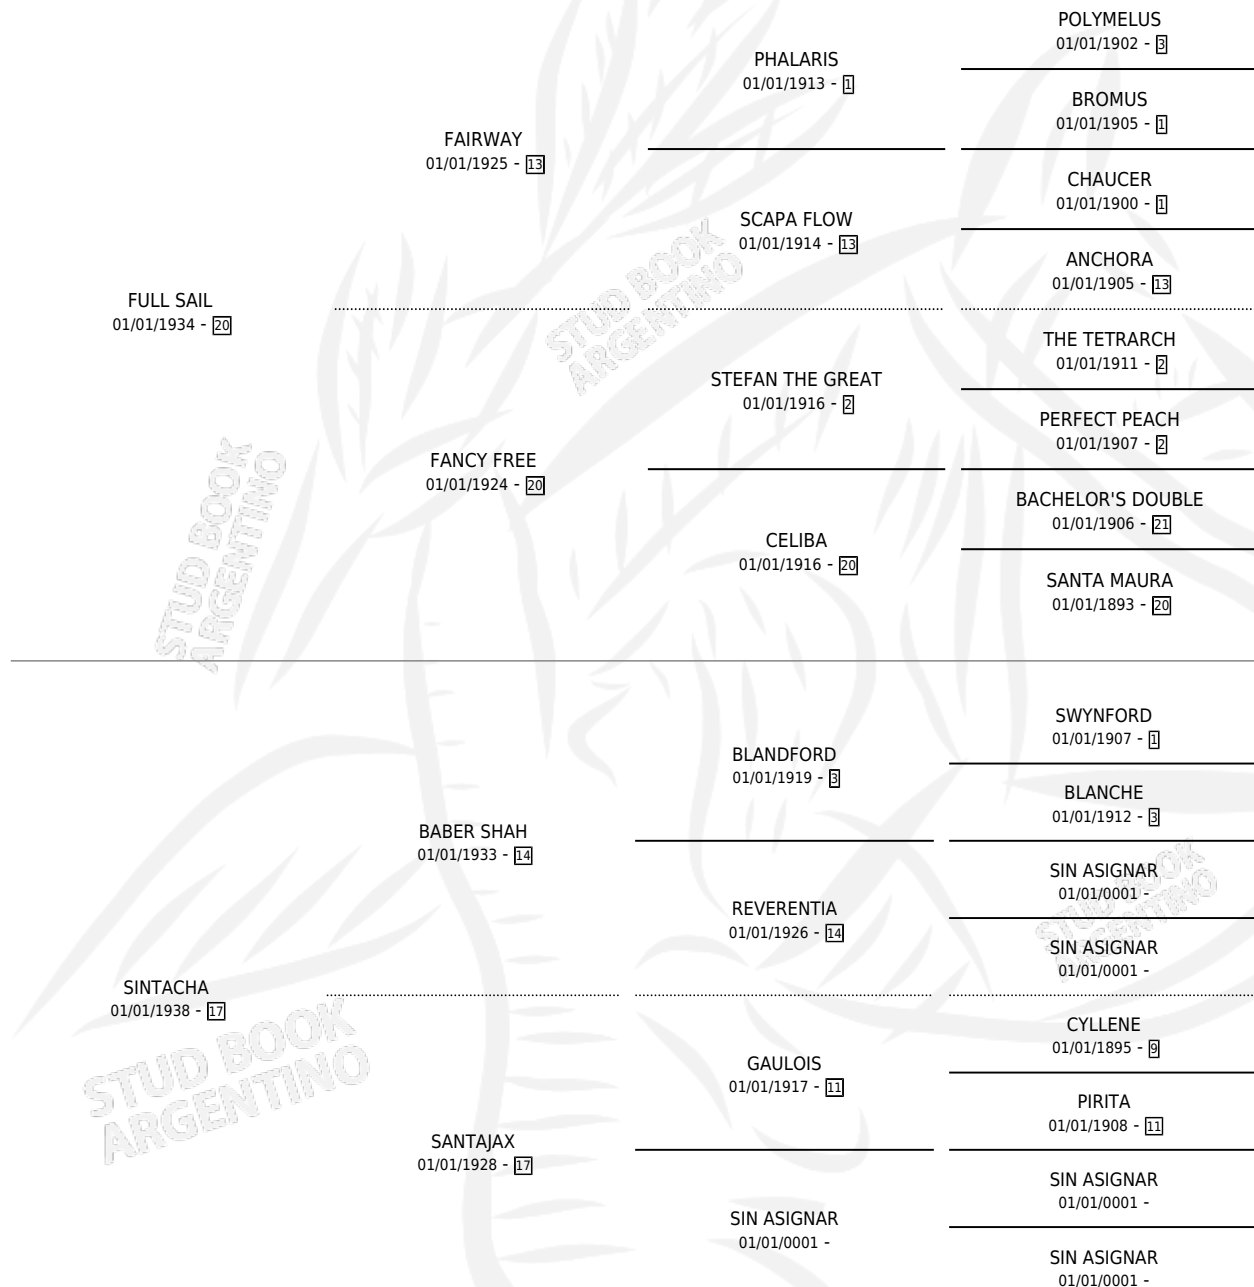 POLYMELUS
01/01/1902 - 3
PHALARIS
01/01/1913 - 1
BROMUS
01/01/1905 - 1
FAIRWAY
01/01/1925 - 13
CHAUCER
01/01/1900 - 1
SCAPA FLOW
01/01/1914 - 13
ANCHORA
01/01/1905 - 13
FULL SAIL
01/01/1934 - 20
THE TETRARCH
01/01/1911 - 2
STEFAN THE GREAT
01/01/1916 - 2
PERFECT PEACH
01/01/1907 - 2
FANCY FREE
01/01/1924 - 20
BACHELOR'S DOUBLE
01/01/1906 - 21
CELIBA
01/01/1916 - 20
SANTA MAURA
01/01/1893 - 20
SWYNFORD
01/01/1907 - 1
BLANDFORD
01/01/1919 - 3
BLANCHE
01/01/1912 - 3
BABER SHAH
01/01/1933 - 14
SIN ASIGNAR
01/01/0001 -
REVERENTIA
01/01/1926 - 14
SIN ASIGNAR
01/01/0001 -
SINTACHA
01/01/1938 - 17
CYLLENE
01/01/1895 - 9
GAULOIS
01/01/1917 - 11
PIRITA
01/01/1908 - 11
SANTAJAX
01/01/1928 - 17
SIN ASIGNAR
01/01/0001 -
SIN ASIGNAR
01/01/0001 -
SIN ASIGNAR
01/01/0001 -
STUD BOOK
ARGENTINO
STUD BOOK
ARGENTINO
STUD BOOK
ARGENTINO
STUD BOOK
ARGENTINO